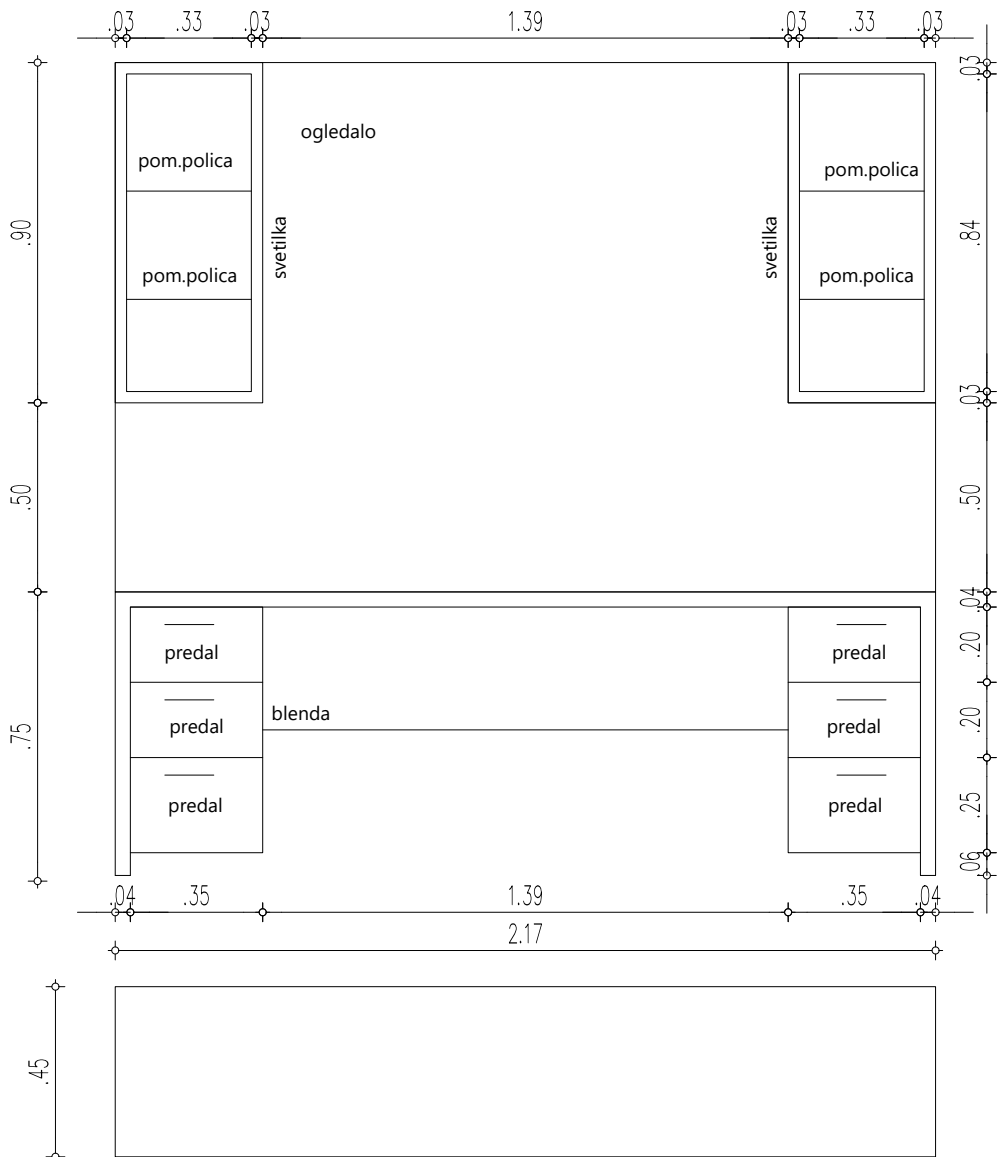 .03 .33 .03 1.39 .03 .33 .03
.03
ogledalo
pom.polica
pom.polica
.90
svetilka
svetilka
.84
pom.polica
pom.polica
.03
.50
.50
.04
predal
predal
.20
blenda
predal
predal
.75
.20
predal
predal
.25
.06
.04 .35 1.39 .35 .04
2.17
.45